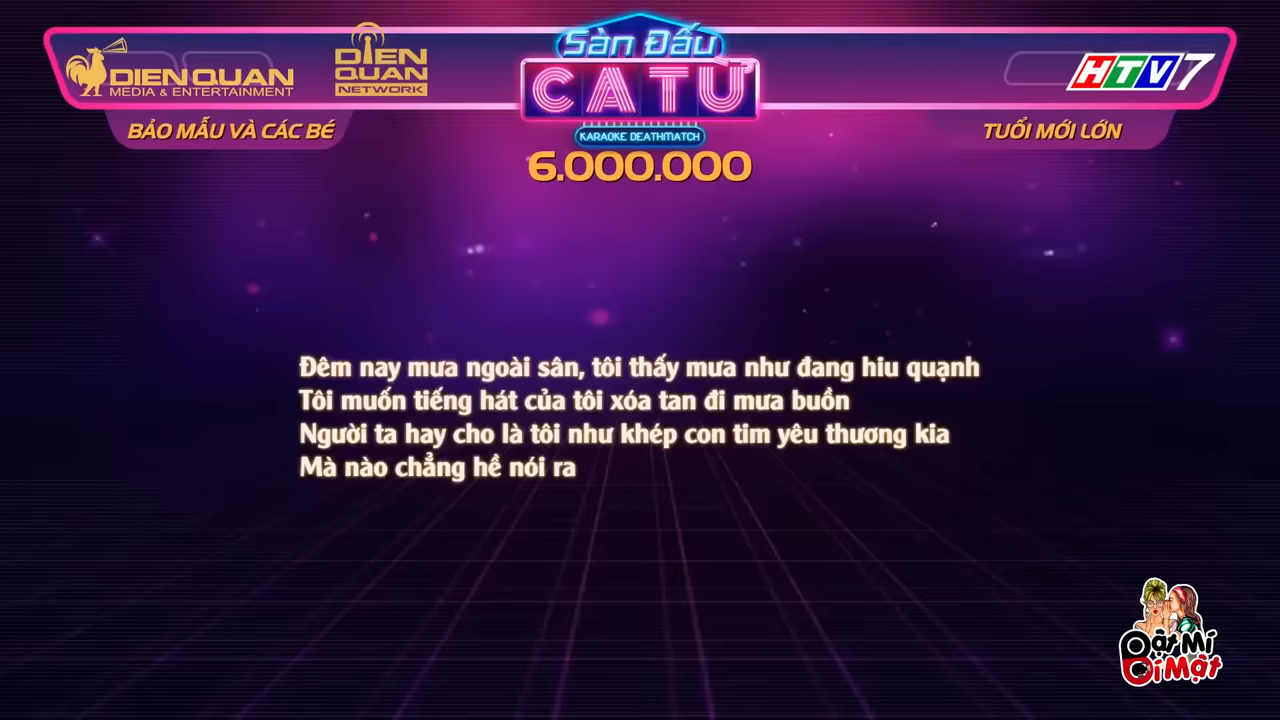 Sàn Đấu
DIEN QUAN
MEDIA & ENTERTAINMENT
DIEN
QUAN
NETWORK
CA TỪ
HTV7
KARAOKE DEATHMATCH
BẢO MẪU VÀ CÁC BÉ
TUỔI MỚI LỚN
6.000.000
Đêm nay mưa ngoài sân, tôi thấy mưa như đang hiu quạnh
Tôi muốn tiếng hát của tôi xóa tan đi mưa buồn
Người ta hay cho là tôi như khép con tim yêu thương kia
Mà nào chẳng hề nói ra
Bật Mí
Bí Mật